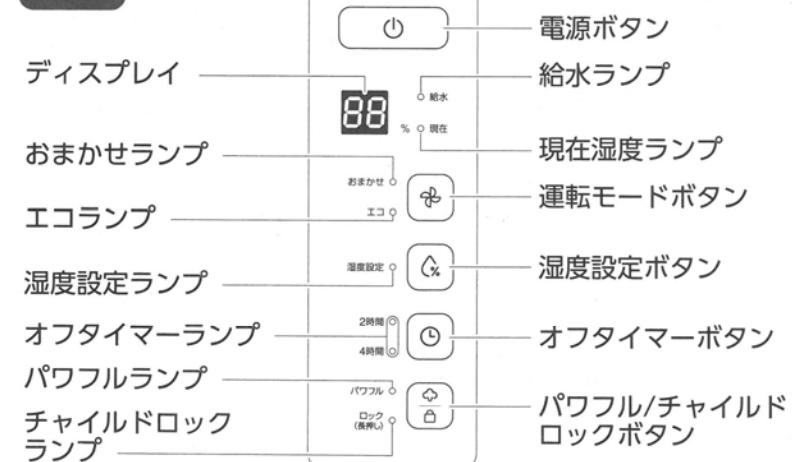 電源ボタン
ディスプレイ
給水ランプ
88
給水
% 現在
おまかせランプ
現在湿度ランプ
おまかせ
運転モードボタン
エコランプ
エコ
湿度設定ランプ
湿度設定
%
湿度設定ボタン
オフタイマーランプ
2時間
4時間
オフタイマーボタン
パワフルランプ
パワフル
チャイルドロック
ランプ
ロック
(長押し)
パワフル/チャイルド
ロックボタン